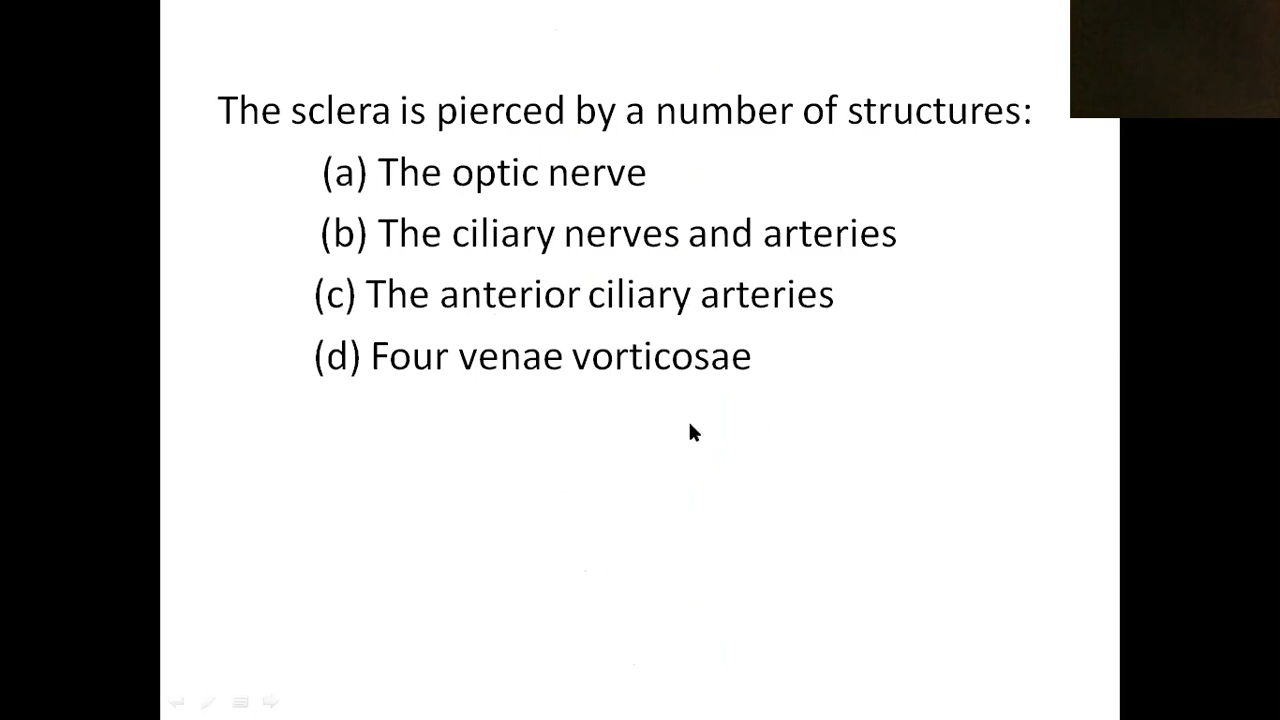 The sclera is pierced by a number of structures:
(a) The optic nerve
(b) The ciliary nerves and arteries
(c) The anterior ciliary arteries
(d) Four venae vorticosae